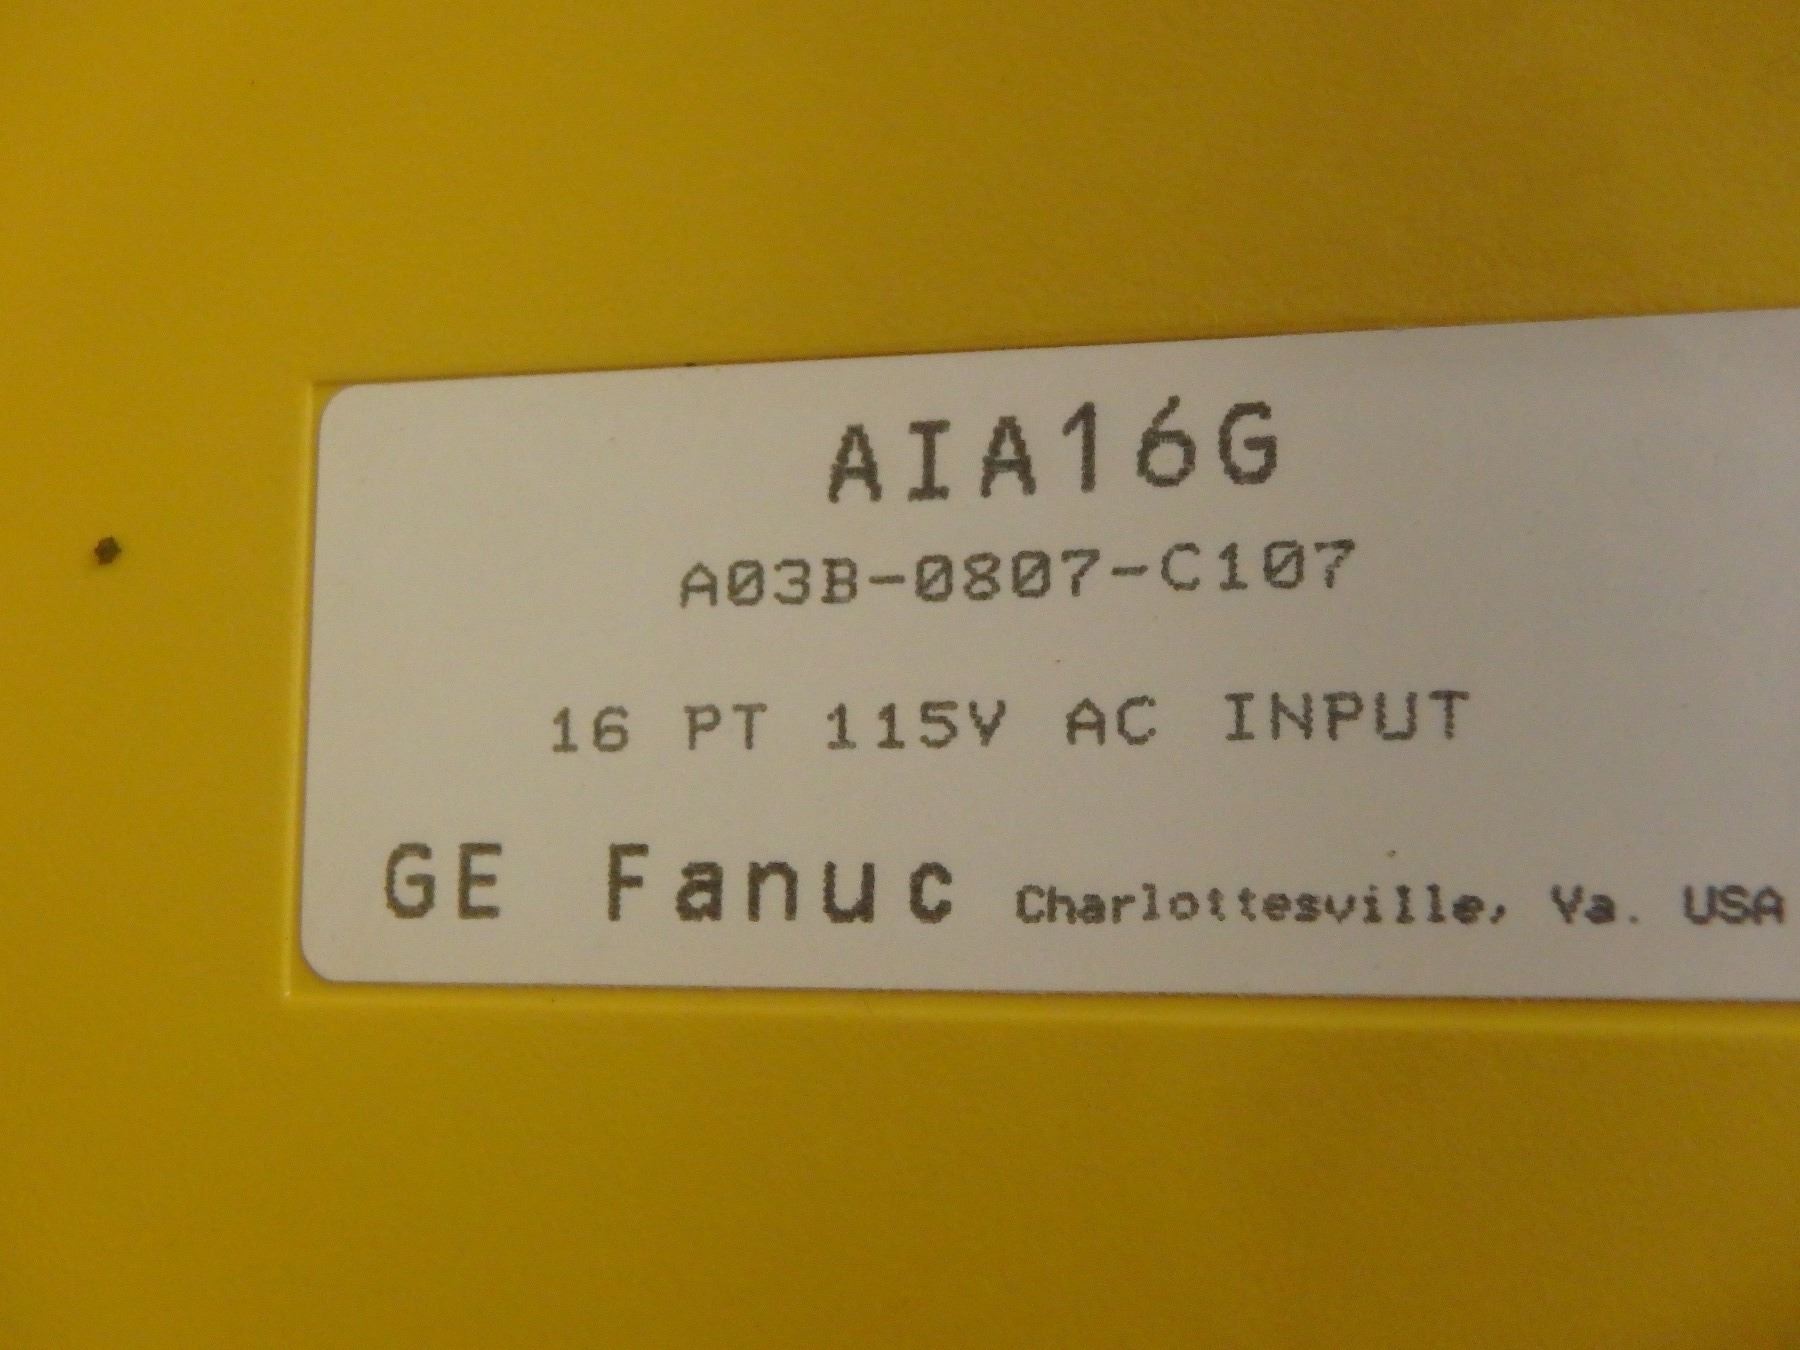 AIA16G
A03B-0807-C107
16 PT 115V AC INPUT
GE Fanuc Charlottesville, Va. USA